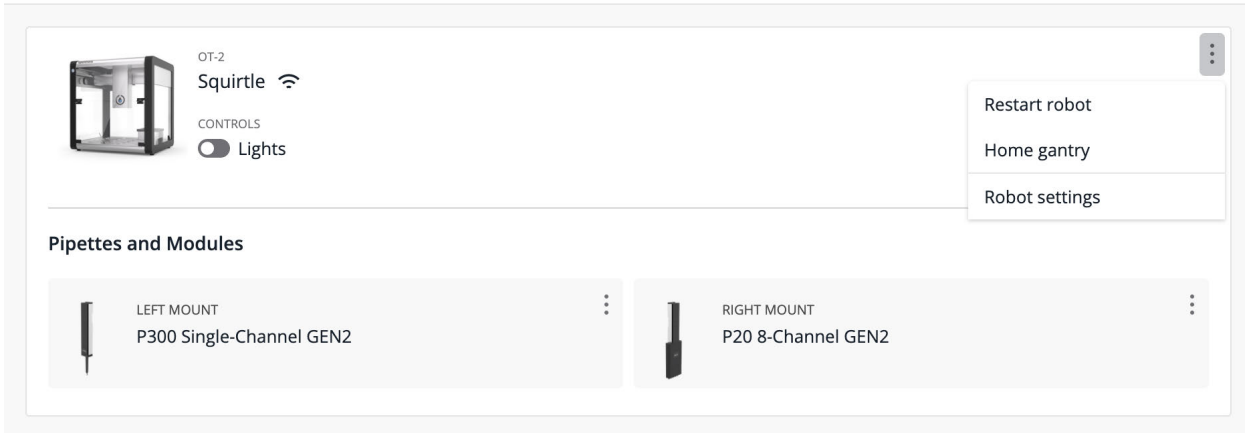 OT-2
Squirtle
CONTROLS
Lights
Restart robot
Home gantry
Robot settings
Pipettes and Modules
LEFT MOUNT
P300 Single-Channel GEN2
RIGHT MOUNT
P20 8-Channel GEN2